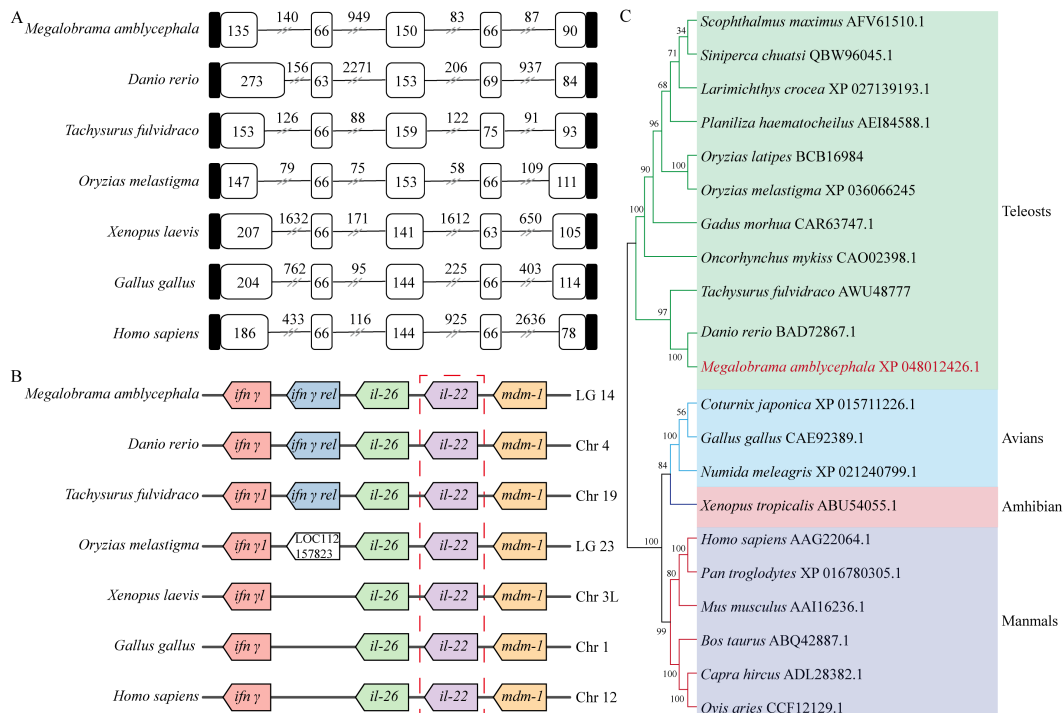 A
Megalobrama amblycephala 135 140 66 949 150 83 66 87 90
Danio rerio 273 156 63 2271 153 206 69 937 84
Tachysurus fulvidraco 153 126 66 88 159 122 75 91 93
Oryzias melastigma 147 79 66 75 153 58 66 109 111
Xenopus laevis 207 1632 66 171 141 1612 63 650 105
Gallus gallus 204 762 66 95 144 225 66 403 114
Homo sapiens 186 433 66 116 144 925 66 2636 78
B
Megalobrama amblycephala ifn γ ifn γ rel il-26 il-22 mdm-1 LG 14
Danio rerio ifn γ ifn γ rel il-26 il-22 mdm-1 Chr 4
Tachysurus fulvidraco ifn γ1 ifn γ rel il-26 il-22 mdm-1 Chr 19
Oryzias melastigma ifn γ1 LOC112 157823 il-26 il-22 mdm-1 LG 23
Xenopus laevis ifn γ1 il-26 il-22 mdm-1 Chr 3L
Gallus gallus ifn γ il-26 il-22 mdm-1 Chr 1
Homo sapiens ifn γ il-26 il-22 mdm-1 Chr 12
C
Scophthalmus maximus AFV61510.1
34
Siniperca chuatsi QBW96045.1
71
Larimichthys crocea XP 027139193.1
68
Planiliza haematocheilus AEI84588.1
96
Oryzias latipes BCB16984
100
Oryzias melastigma XP 036066245
90
Gadus morhua CAR63747.1
100
Oncorhynchus mykiss CAO02398.1
Tachysurus fulvidraco AWU48777
97
Danio rerio BAD72867.1
100
Megalobrama amblycephala XP 048012426.1
Teleosts
Coturnix japonica XP 015711226.1
56
Gallus gallus CAE92389.1
100
Numida meleagris XP 021240799.1
Avians
84
Xenopus tropicalis ABU54055.1
Amhibian
100
Homo sapiens AAG22064.1
100
Pan troglodytes XP 016780305.1
80
Mus musculus AAI16236.1
99
Bos taurus ABQ42887.1
100
Capra hircus ADL28382.1
100
Ovis aries CCF12129.1
Manmals